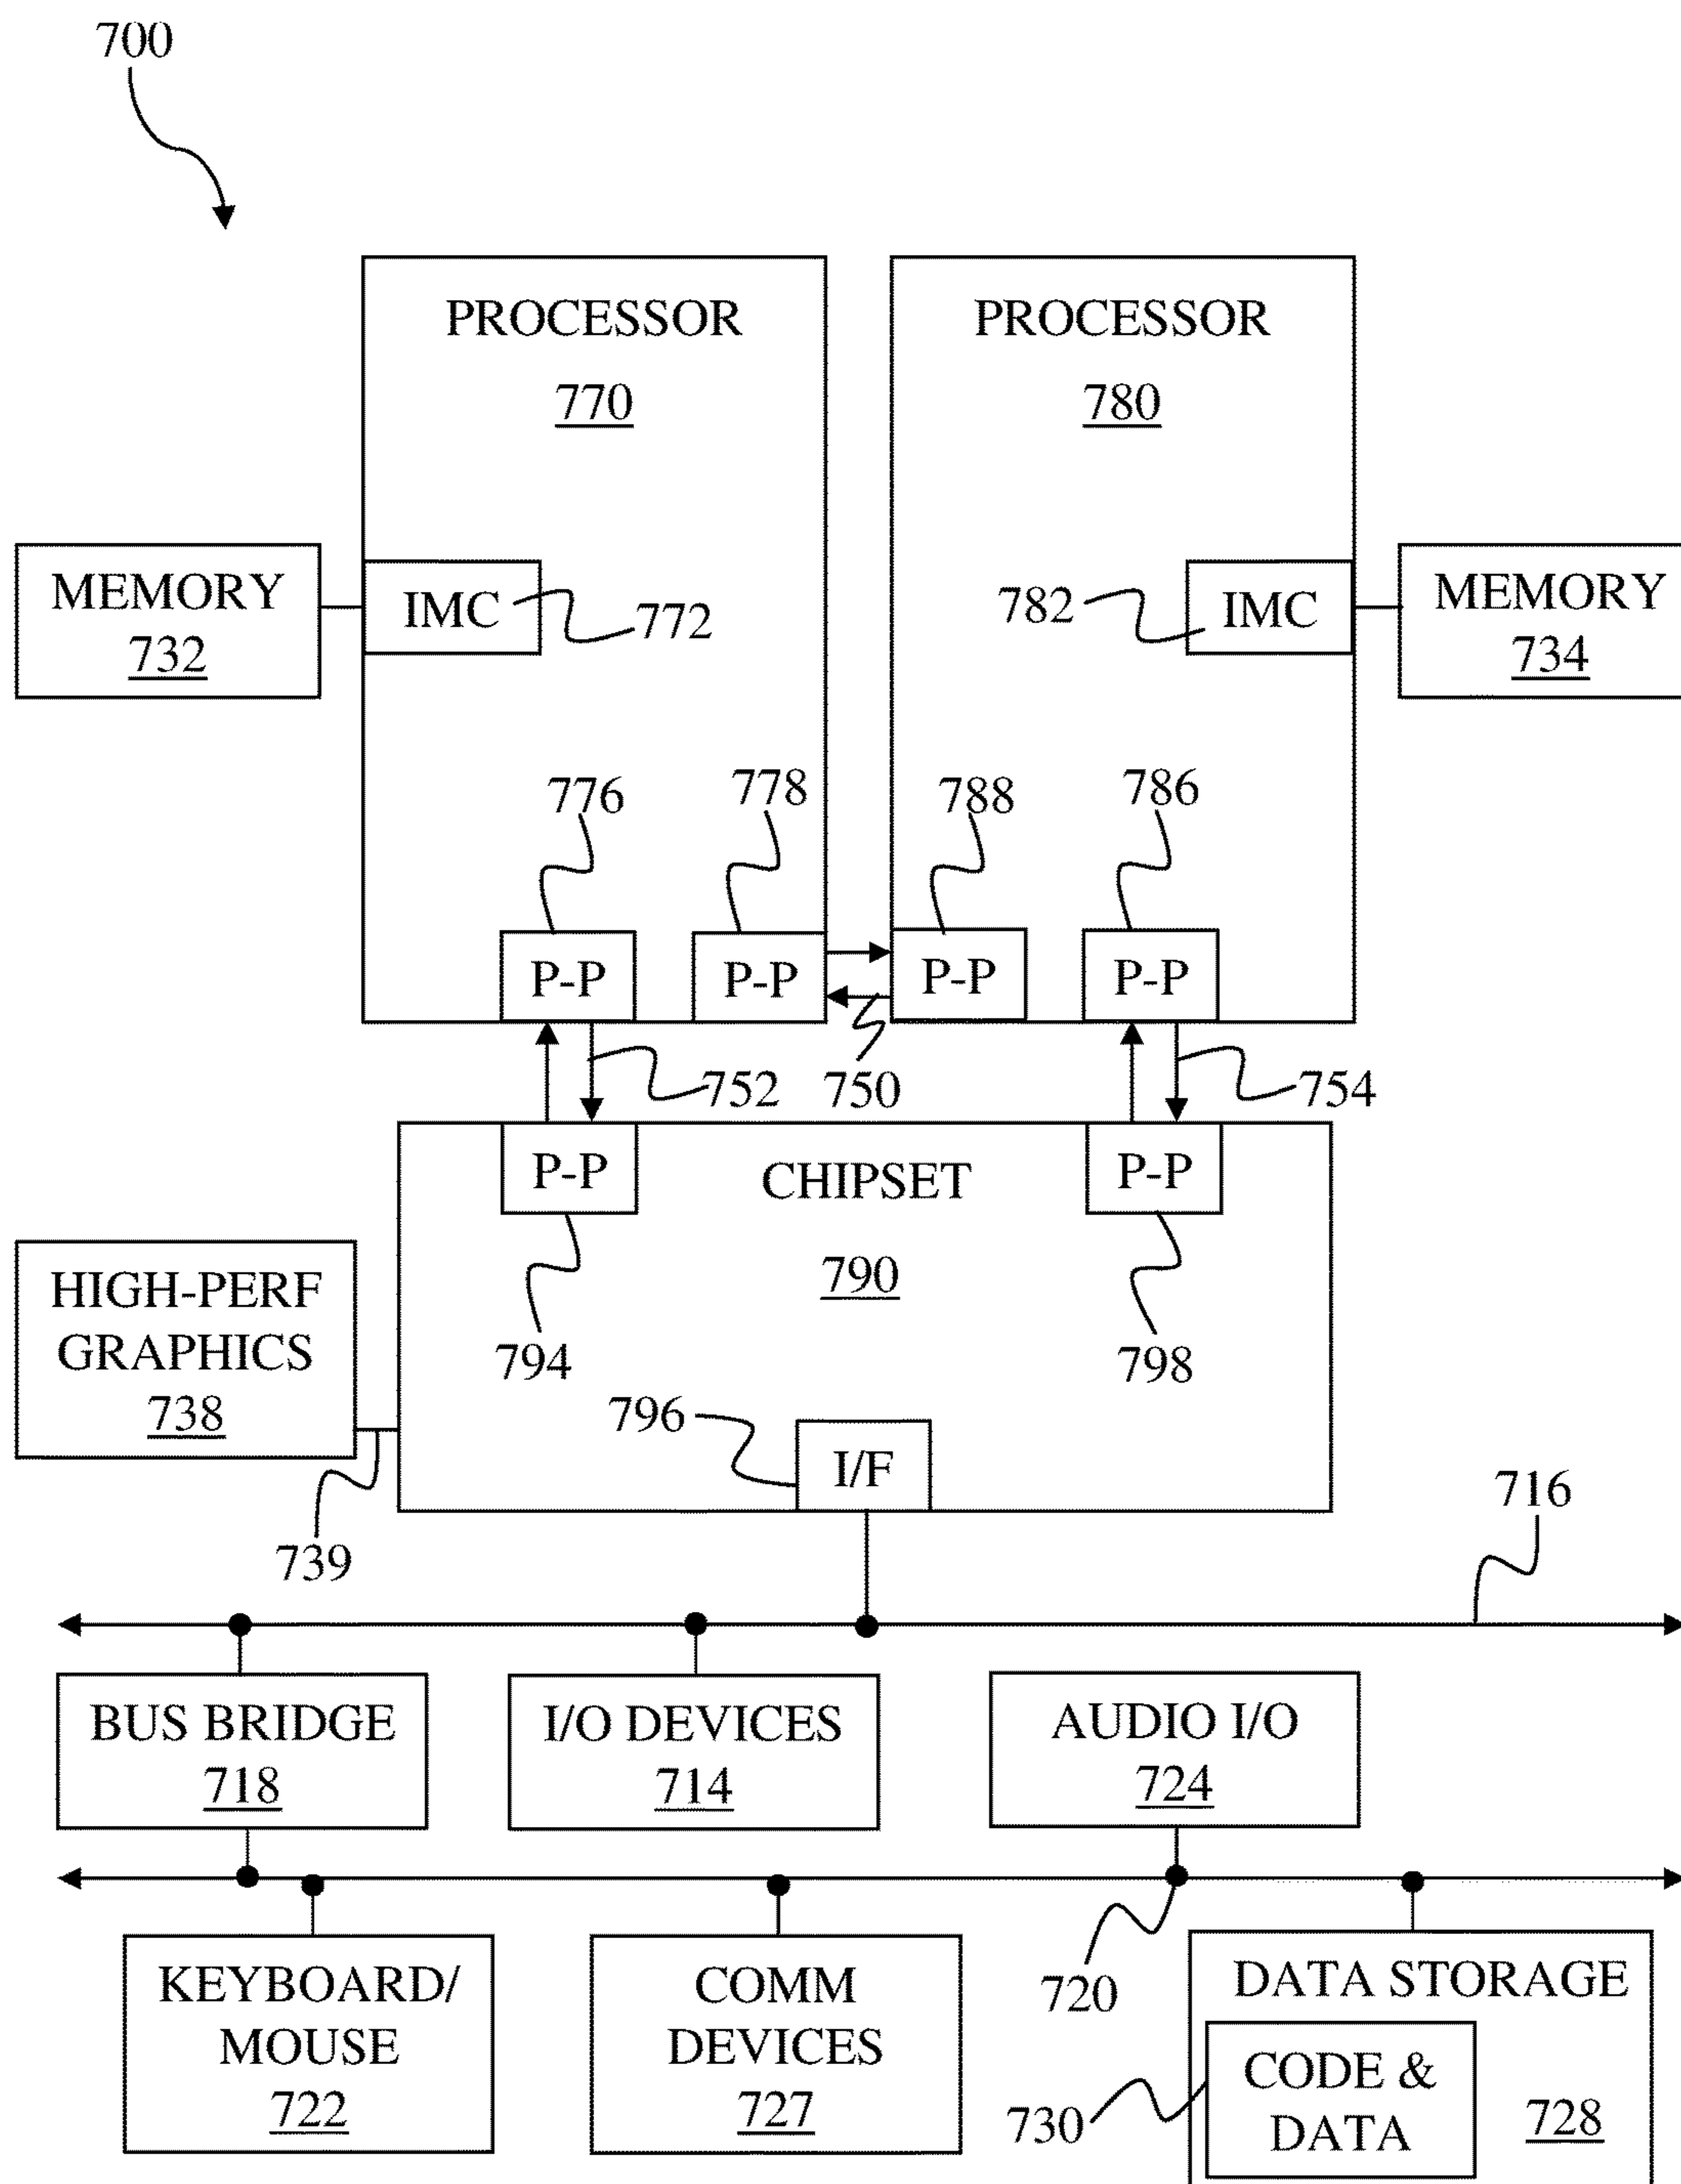 700
PROCESSOR
770
PROCESSOR
780
MEMORY
732
IMC
772
782
IMC
MEMORY
734
776
778
788
786
P-P
P-P
P-P
P-P
752
750
754
P-P
CHIPSET
P-P
790
794
798
HIGH-PERF
GRAPHICS
738
796
I/F
739
716
BUS BRIDGE
718
I/O DEVICES
714
AUDIO I/O
724
720
KEYBOARD/
MOUSE
722
COMM
DEVICES
727
DATA STORAGE
CODE &
DATA
730
728